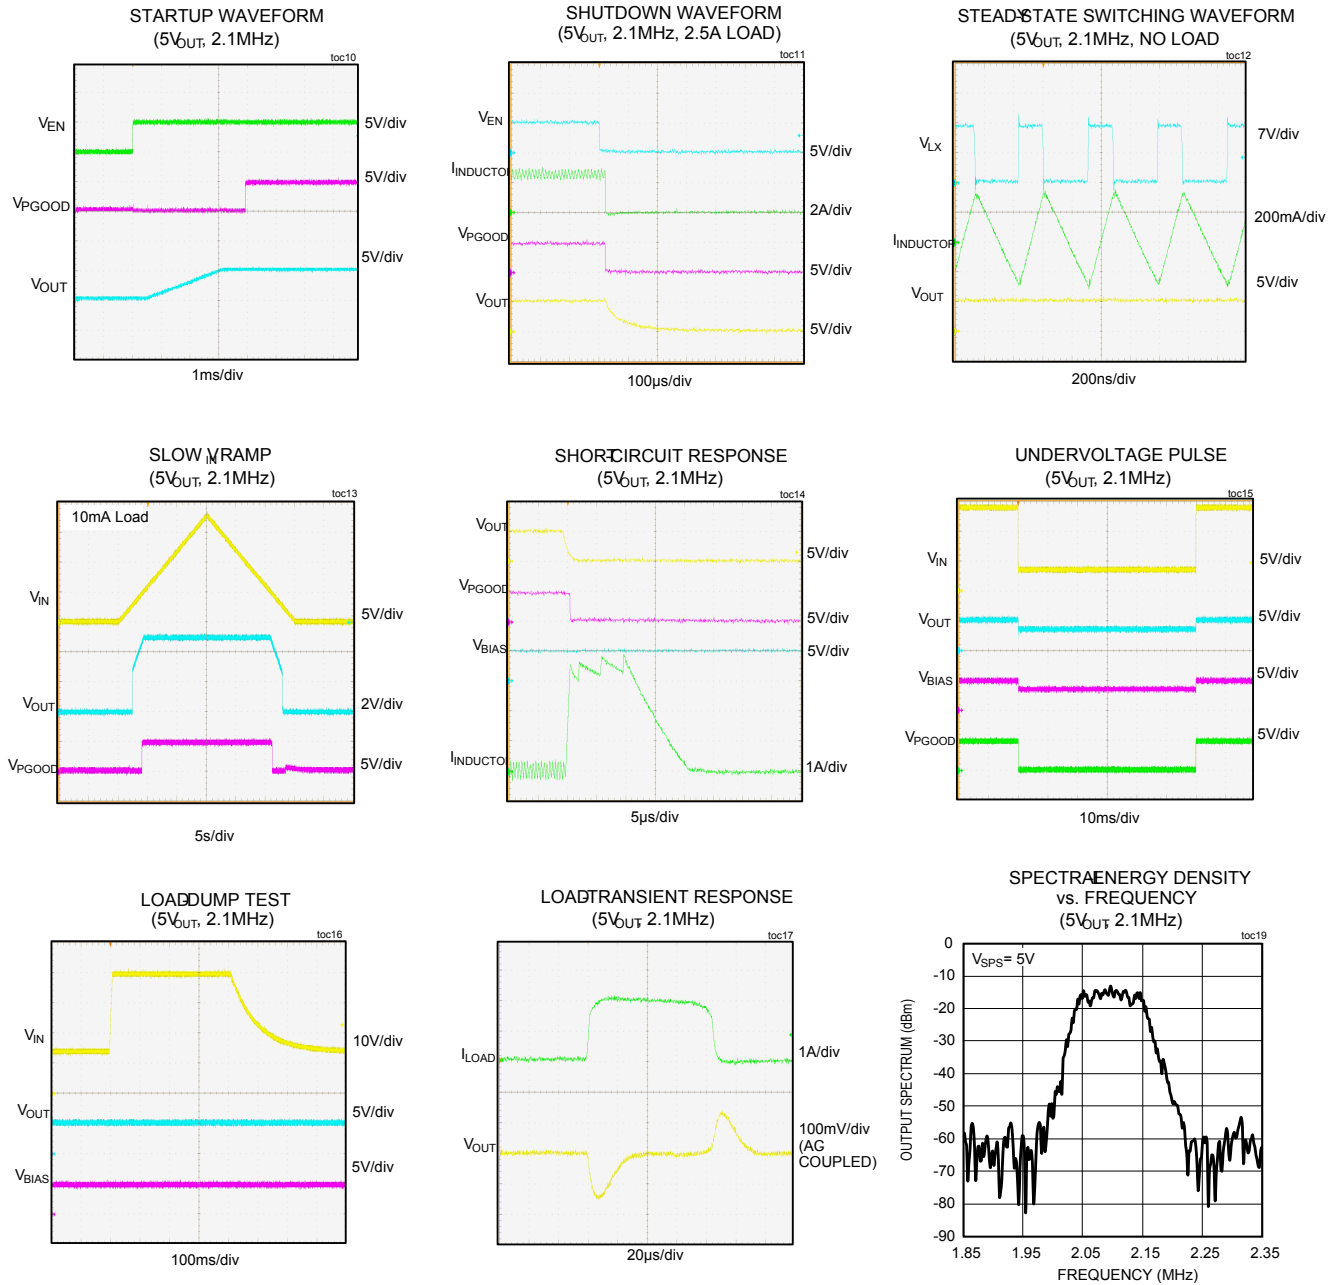 STARTUP WAVEFORM
(5VOUT, 2.1MHz)
toc10
VEN
5V/div
5V/div
VPGOOD
5V/div
VOUT
1ms/div
SHUTDOWN WAVEFORM
(5VOUT, 2.1MHz, 2.5A LOAD)
toc11
VEN
5V/div
IINDUCTOR
2A/div
VPGOOD
5V/div
VOUT
5V/div
100µs/div
STEADY-STATE SWITCHING WAVEFORM
(5VOUT, 2.1MHz, NO LOAD
toc12
VLX
7V/div
200mA/div
IINDUCTOR
5V/div
VOUT
200ns/div
SLOW VIN RAMP
(5VOUT, 2.1MHz)
toc13
10mA Load
VIN
5V/div
VOUT
2V/div
VPGOOD
5V/div
5s/div
SHORT-CIRCUIT RESPONSE
(5VOUT, 2.1MHz)
toc14
VOUT
5V/div
VPGOOD
5V/div
VBIAS
5V/div
IINDUCTO
1A/div
5µs/div
UNDERVOLTAGE PULSE
(5VOUT, 2.1MHz)
toc15
VIN
5V/div
VOUT
5V/div
VBIAS
5V/div
VPGOOD
5V/div
10ms/div
LOAD-DUMP TEST
(5VOUT, 2.1MHz)
toc16
VIN
10V/div
VOUT
5V/div
5V/div
VBIAS
100ms/div
LOAD-TRANSIENT RESPONSE
(5VOUT, 2.1MHz)
toc17
ILOAD
1A/div
VOUT
100mV/div
(AG
COUPLED)
20µs/div
SPECTRAL ENERGY DENSITY
vs. FREQUENCY
(5VOUT, 2.1MHz)
toc19
VSPS= 5V
OUTPUT SPECTRUM (dBm)
0
-10
-20
-30
-40
-50
-60
-70
-80
-90
1.85 1.95 2.05 2.15 2.25 2.35
FREQUENCY (MHz)